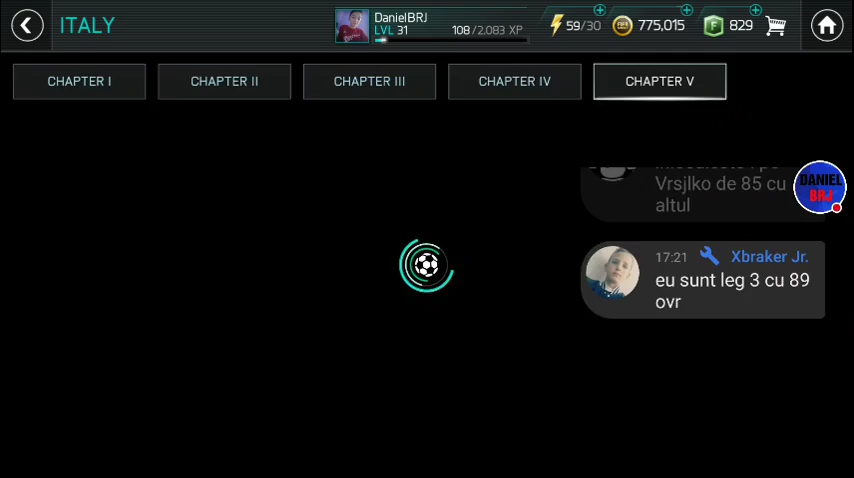 ITALY
DanielBRJ
LVL 31
108/2,083 XP
59/30
775,015
829
CHAPTER I
CHAPTER II
CHAPTER III
CHAPTER IV
CHAPTER V
Vrsjlko de 85 cu
altul
DANIEL
BRJ
17:21 Xbraker Jr.
eu sunt leg 3 cu 89
ovr